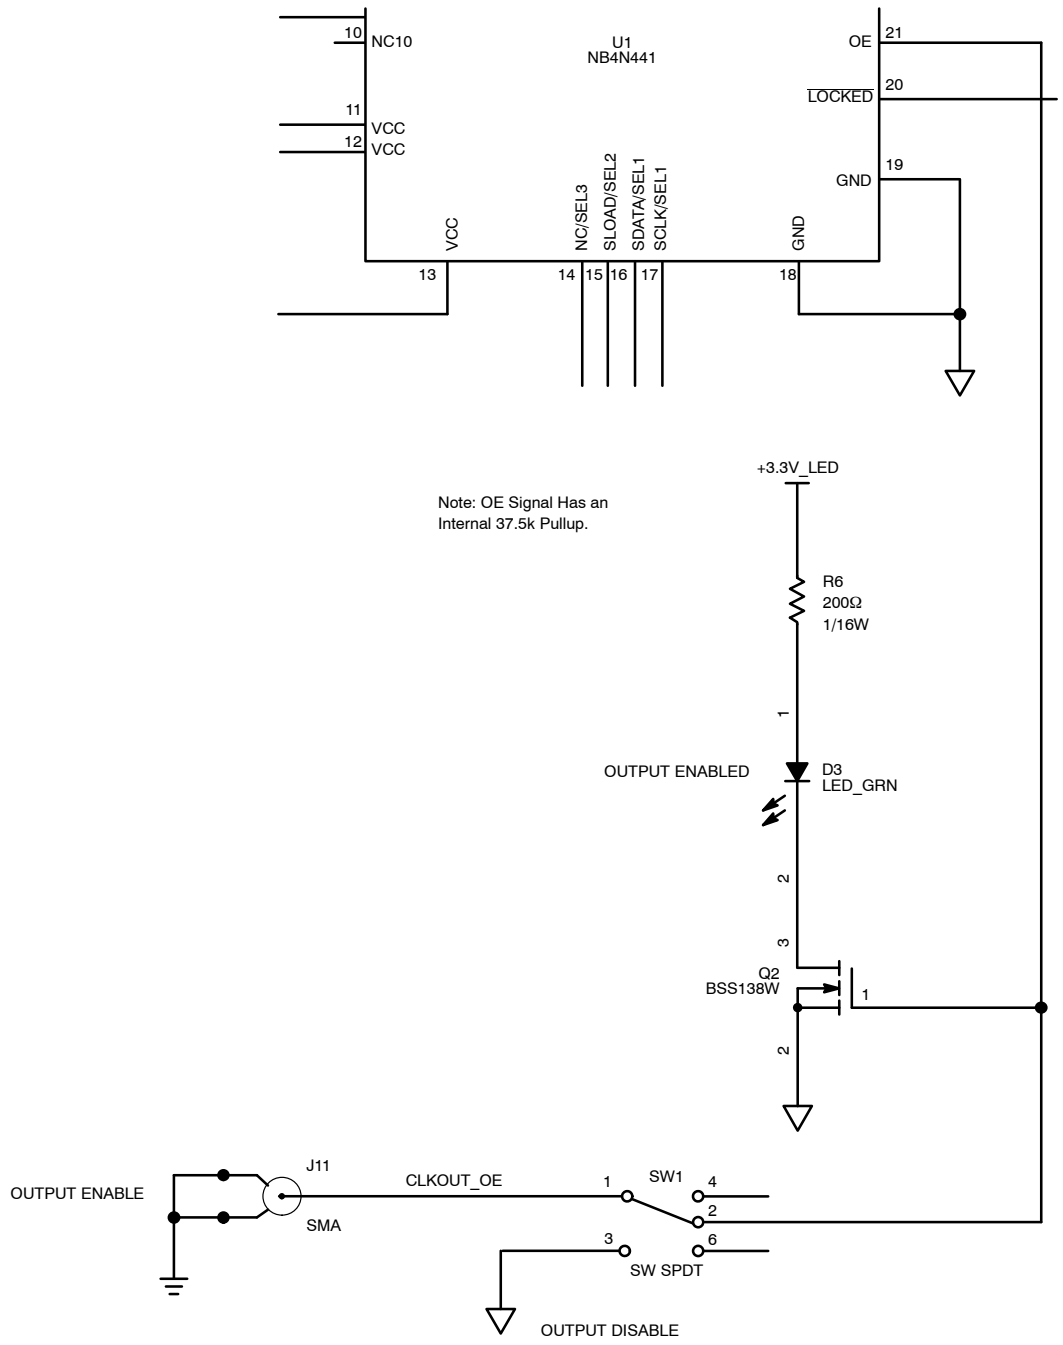 10
NC10
U1
NB4N441
OE
21
LOCKED
20
11
VCC
12
VCC
GND
19
VCC
NC/SEL3
SLOAD/SEL2
SDATA/SEL1
SCLK/SEL1
GND
13
14
15
16
17
18
+3.3V_LED
Note: OE Signal Has an
Internal 37.5k Pullup.
R6
200Ω
1/16W
1
OUTPUT ENABLED
D3
LED_GRN
2
3
Q2
BSS138W
1
2
OUTPUT ENABLE
J11
SMA
CLKOUT_OE
1
SW1
4
2
3
6
SW SPDT
OUTPUT DISABLE